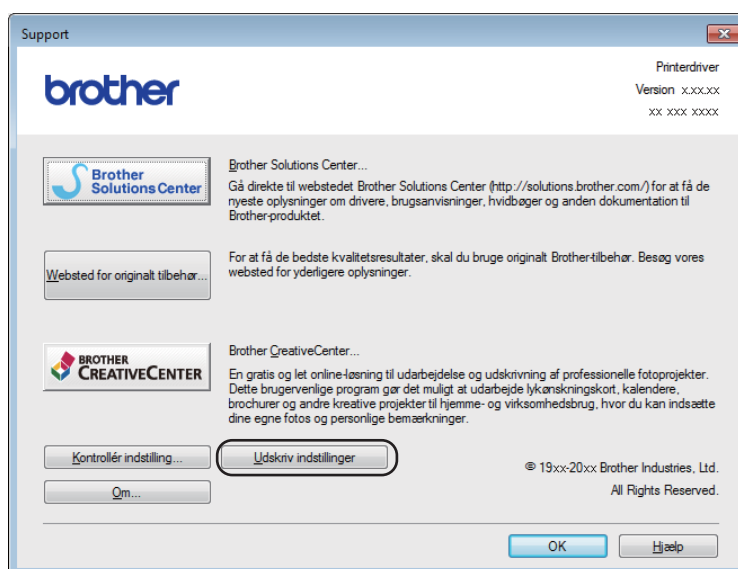 Support
brother
Printerdriver
Version x.xx.xx
xx xxx xxxx
Brother
Solutions Center
Brother Solutions Center...
Gå direkte til webstedet Brother Solutions Center (http://solutions.brother.com/) for at få de
nyeste oplysninger om drivere, brugsanvisninger, hvidbøger og anden dokumentation til
Brother-produktet.
Websted for originalt tilbehør...
For at få de bedste kvalitetsresultater, skal du bruge originalt Brother-tilbehør. Besøg vores
websted for yderligere oplysninger.
BROTHER
CREATIVECENTER
Brother CreativeCenter...
En gratis og let online-løsning til udarbejdelse og udskrivning af professionelle fotoprojekter.
Dette brugervenlige program gør det muligt at udarbejde lykønskningskort, kalendere,
brochurer og andre kreative projekter til hjemme- og virksomhedsbrug, hvor du kan indsætte
dine egne fotos og personlige bemærkninger.
Kontrollér indstilling...
Udskriv indstillinger
© 19xx-20xx Brother Industries, Ltd.
Om...
All Rights Reserved.
OK
Hjælp